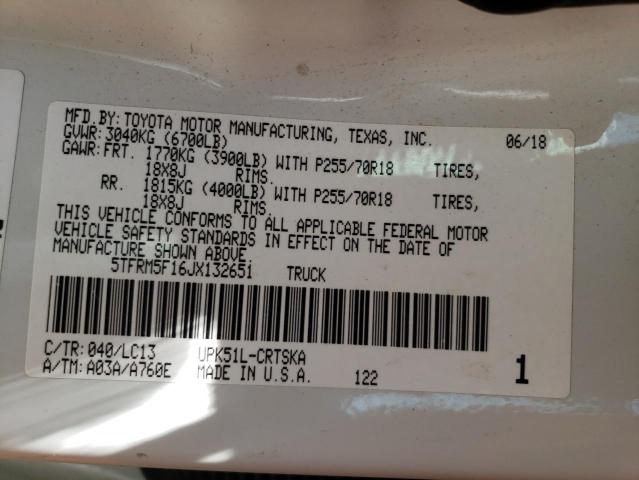 MFD.BY:TOYOTA MOTOR MANUFACTURING, TEXAS, INC. 06/18
GVWR:3040KG (6700LB)
GAWR:FRT. 1770KG (3900LB) WITH P255/70R18 TIRES,
18X8J RIMS.
RR. 1815KG (4000LB) WITH P255/70R18 TIRES,
18X8J RIMS.
THIS VEHICLE CONFORMS TO ALL APPLICABLE FEDERAL MOTOR
VEHICLE SAFETY STANDARDS IN EFFECT ON THE DATE OF
MANUFACTURE SHOWN ABOVE.
5TFRM5F16JX132651 TRUCK
C/TR:040/LC13 UPK51L-CRTSKA
A/TM:A03A/A760E MADE IN U.S.A. 122 1